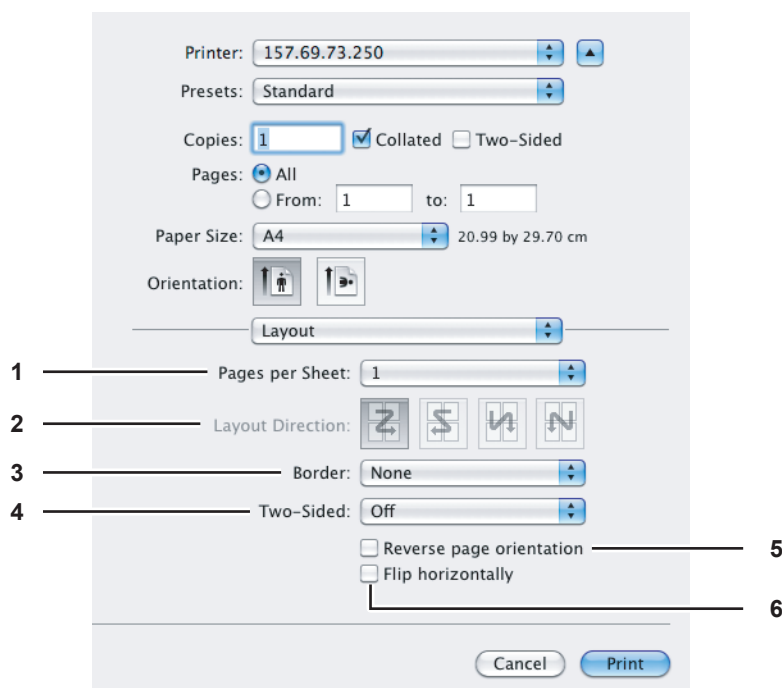 Printer: 157.69.73.250
Presets: Standard
Copies: 1 Collated Two-Sided
Pages: All
From: 1 to: 1
Paper Size: A4 20.99 by 29.70 cm
Orientation:
Layout
1 Pages per Sheet: 1
2 Layout Direction:
3 Border: None
4 Two-Sided: Off
Reverse page orientation 5
Flip horizontally
6
Cancel Print